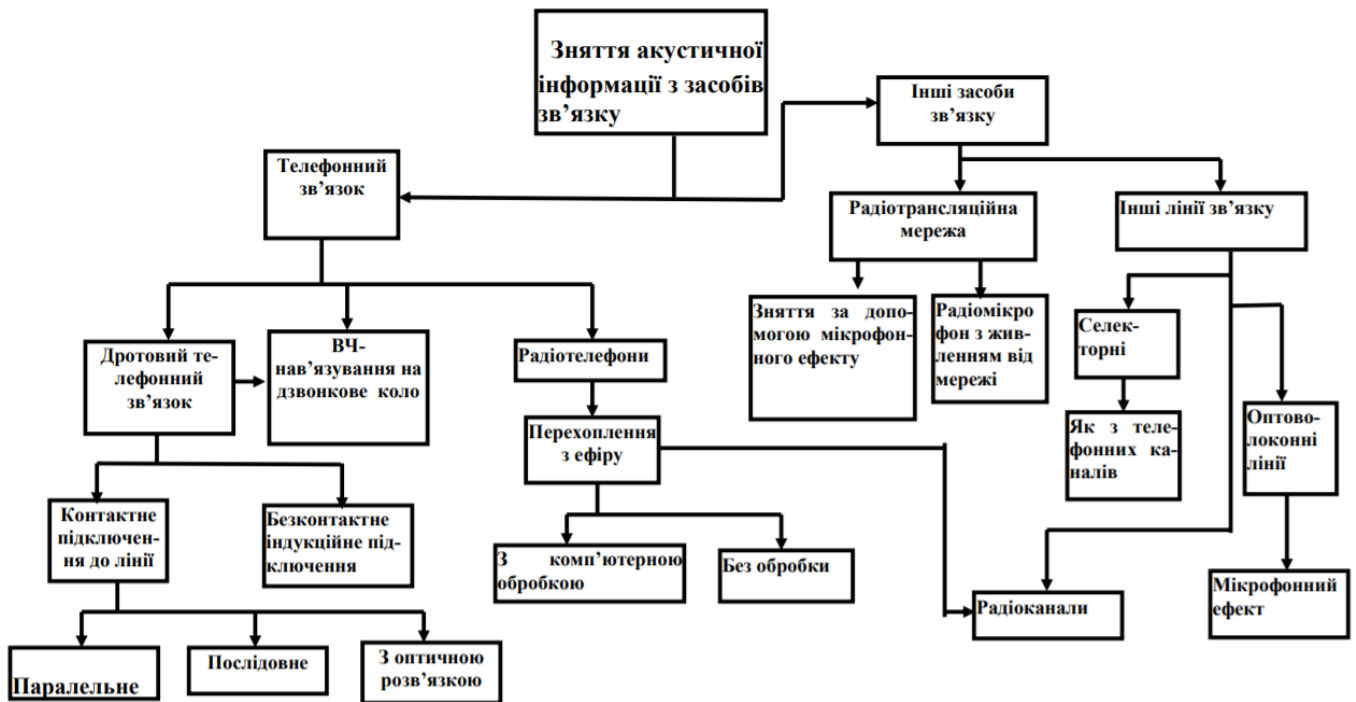 Зняття акустичної
інформації з засобів
зв’язку
Інші засоби
зв’язку
Телефонний
зв’язок
Радіотрансляційна
мережа
Інші лінії зв’язку
Зняття за допо-
могою мікрофон-
ного ефекту
Радіомікро
фон з жив-
ленням від
мережі
Селек-
торні
Дротовий те-
лефонний
зв’язок
ВЧ-
нав’язування на
дзвонкове коло
Радіотелефони
Перехоплення
з ефіру
Як з теле-
фонних ка-
налів
Оптово-
локонні
лінії
Контактне
підключен-
ня до лінії
Безконтактне
індукційне під-
ключення
З комп’ютерною
обробкою
Без обробки
Радіоканали
Мікрофонний
ефект
Паралельне
Послідовне
З оптичною
розв’язкою